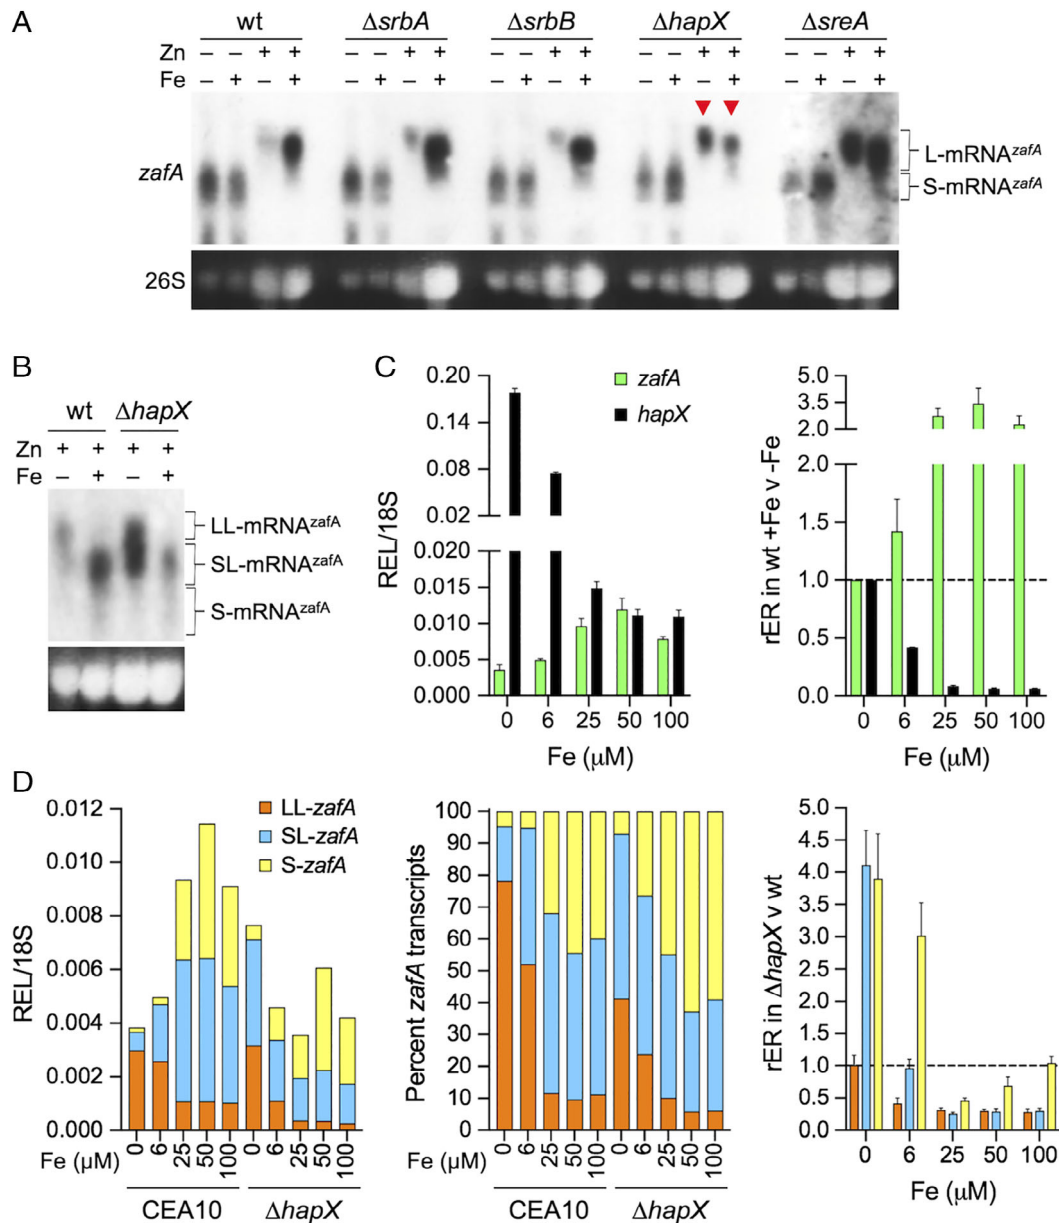 A
wt ΔsrbA ΔsrbB ΔhapX ΔsreA
Zn – – + + – – + + – – + + – – + + – – + +
Fe – + – + – + – + – + – + – + – + – + – +
zafA
L-mRNAzafA
S-mRNAzafA
26S
B
wt ΔhapX
Zn + + + +
Fe – + – +
LL-mRNAzafA
SL-mRNAzafA
S-mRNAzafA
C
0.20
0.14
0.08
0.02
0.020
0.015
0.010
0.005
0.000
REL/18S
zafA
hapX
0 6 25 50 100
Fe (µM)
5.0
3.5
2.0
2.0
1.5
1.0
0.5
0.0
rER in wt +Fe v -Fe
0 6 25 50 100
Fe (µM)
D
0.012
0.010
0.008
0.006
0.004
0.002
0.000
REL/18S
LL-zafA
SL-zafA
S-zafA
Fe (µM) 0 6 25 50 100 0 6 25 50 100
CEA10 ΔhapX
100
90
80
70
60
50
40
30
20
10
0
Percent zafA transcripts
Fe (µM) 0 6 25 50 100 0 6 25 50 100
CEA10 ΔhapX
5.0
4.5
4.0
3.5
3.0
2.5
2.0
1.5
1.0
0.5
0.0
rER in ΔhapX v wt
0 6 25 50 100
Fe (µM)